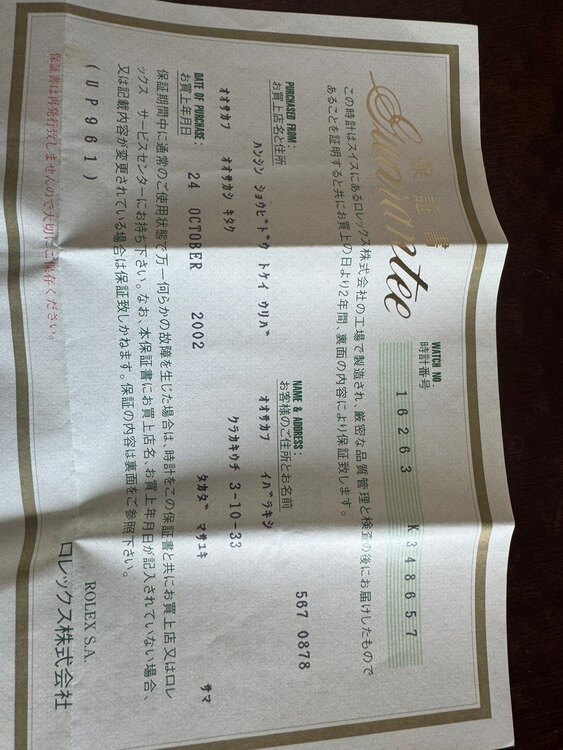 Guarantee
保 証 書
WATCH NO
時計番号
16263 K348657
この時計はスイスにあるロレックス株式会社の工場で製造され、厳密な品質管理と検査の後にお届けしたもので
あることを証明すると共にお買上の日より2年間、裏面の内容により保証致します。
PURCHASED FROM:
お買上店名と住所
ハンシン ショウヒ゛ト゛ウ トケイ ウリハ゛
オオサカフ オオサカシ キタク
NAME & ADDRESS:
お客様のご住所とお名前
567 0878
オオサカフ イハ゛ラキシ
クラカキウチ 3-10-33
タカタ゛ マサユキ サマ
DATE OF PURCHASE:
お買上年月日
24 OCTOBER 2002
保証期間中に通常のご使用状態で万一何らかの故障を生じた場合は、時計をこの保証書と共にお買上店又はロレ
ックス サービスセンターにお持ち下さい。なお、本保証書にお買上店名、お買上年月日が記入されていない場合、
又は記載内容が変更されている場合は保証致しかねます。保証の内容は裏面をご参照下さい。
(UP961)
ROLEX S.A.
ロレックス株式会社
保証書は再発行致しませんので大切にご保存ください。